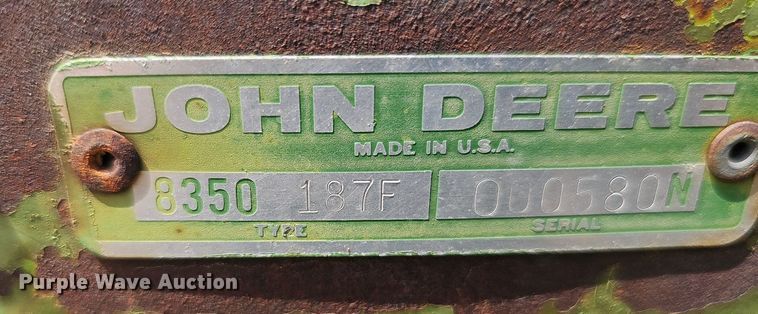 JOHN DEERE
MADE IN U.S.A.
8350 187F 000580N
TYPE SERIAL
Purple Wave Auction